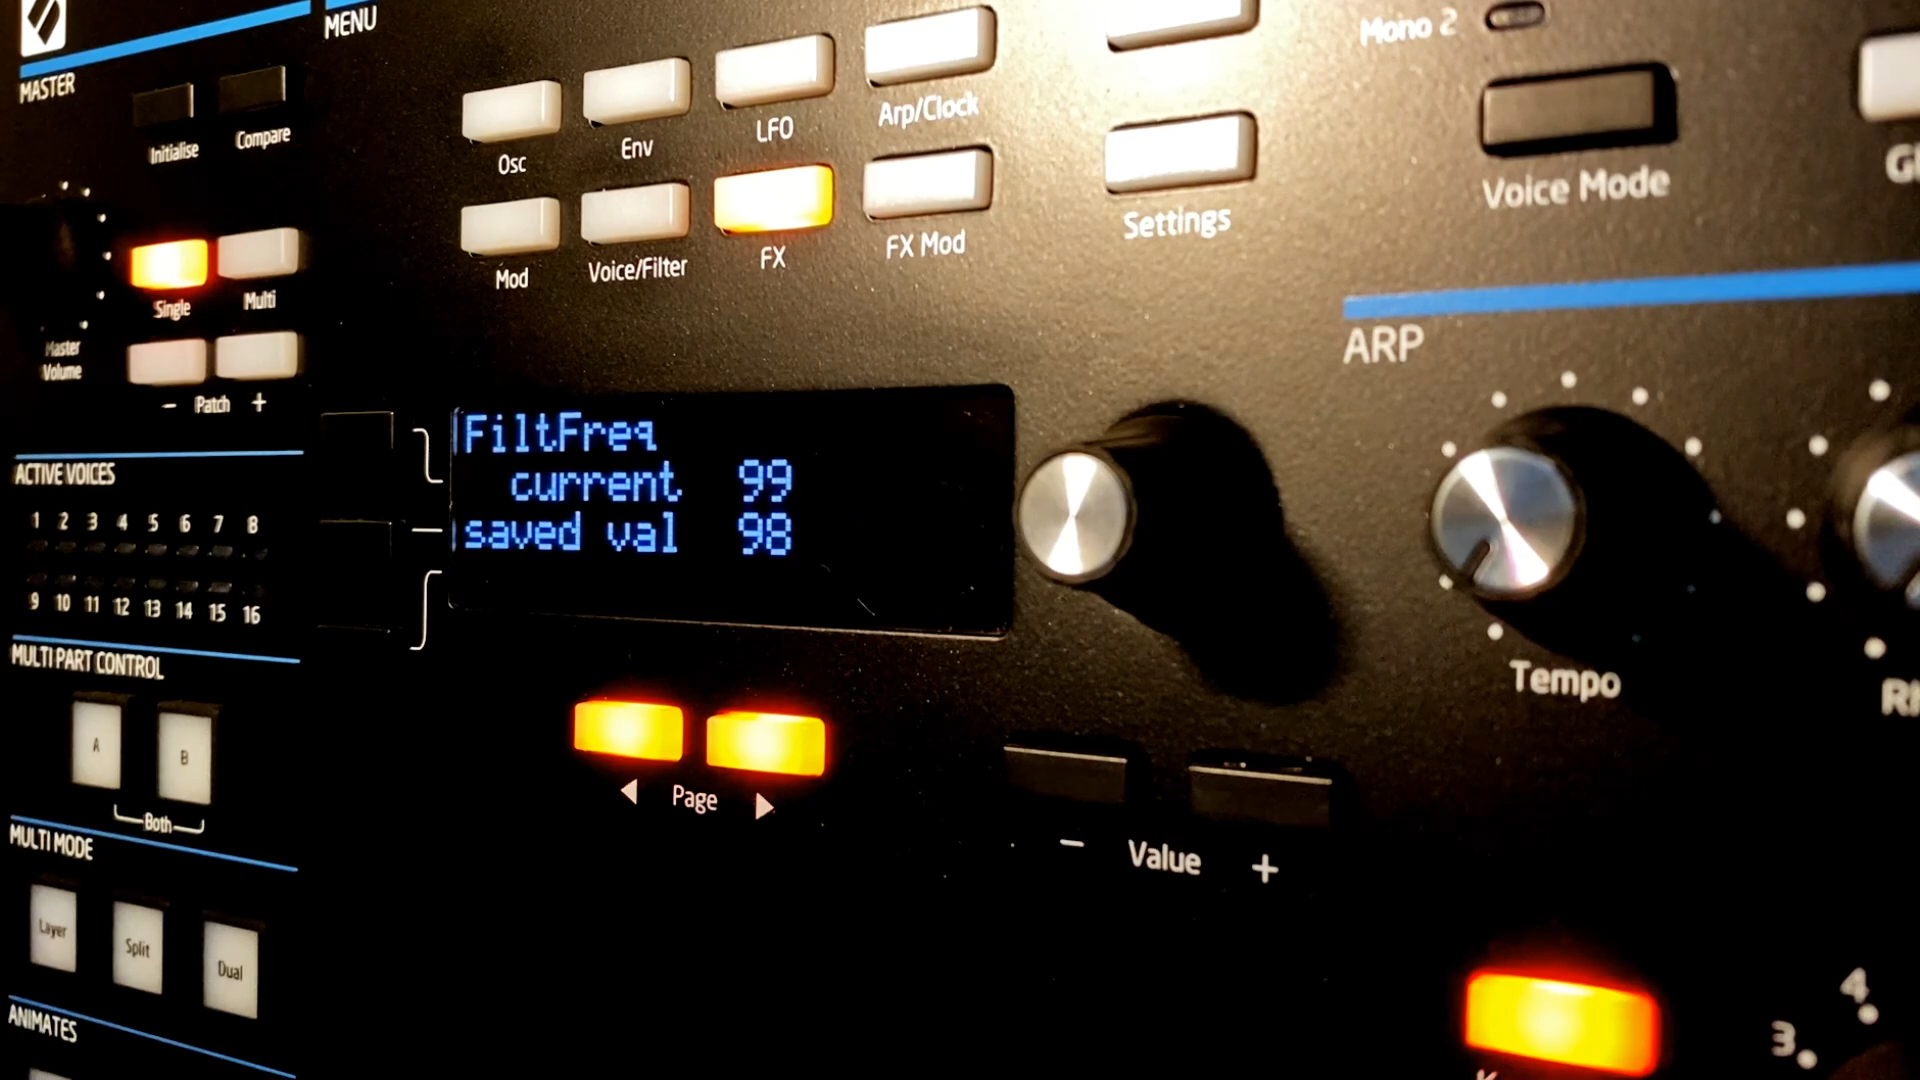 MASTER
Initialise Compare
Single Multi
Master
Volume
− Patch +
ACTIVE VOICES
1 2 3 4 5 6 7 8
9 10 11 12 13 14 15 16
MULTI PART CONTROL
A B
Both
MULTI MODE
Layer Split Dual
ANIMATES
MENU
Osc Env LFO Arp/Clock
Mod Voice/Filter FX FX Mod
Settings
FiltFreq
current 99
saved val 98
◀ Page ▶
− Value +
Mono 2
Voice Mode
ARP
Tempo
4
3